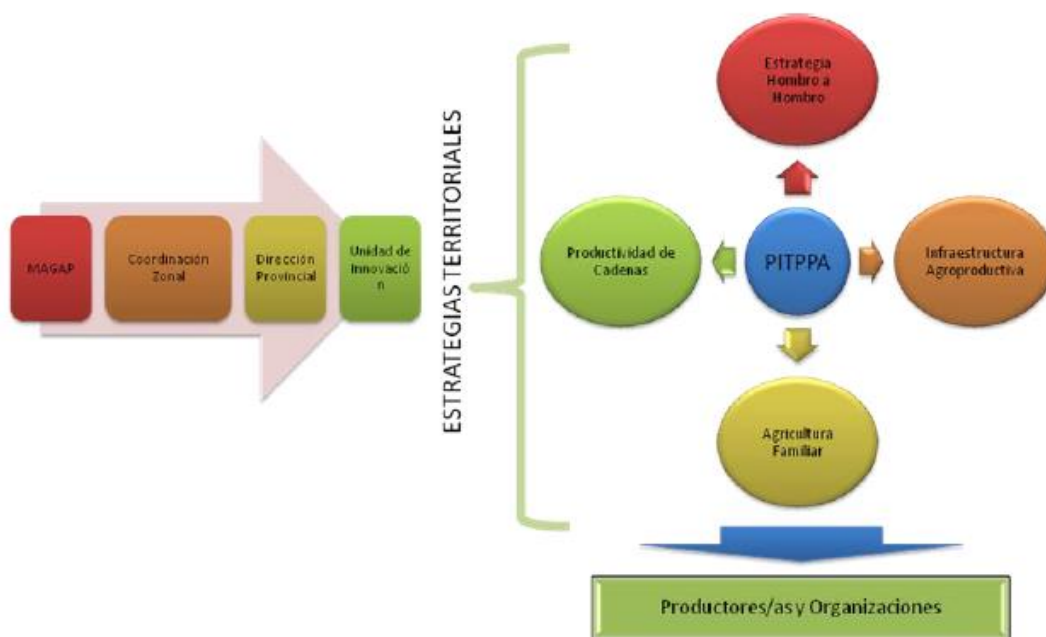 MAGAP
Coordinación
Zonal
Dirección
Provincial
Unidad de
Innovació
n
ESTRATEGIAS TERRITORIALES
Estrategia
Hombro a
Hombro
Productividad de
Cadenas
PITPPA
Infraestructura
Agroproductiva
Agricultura
Familiar
Productores/as y Organizaciones